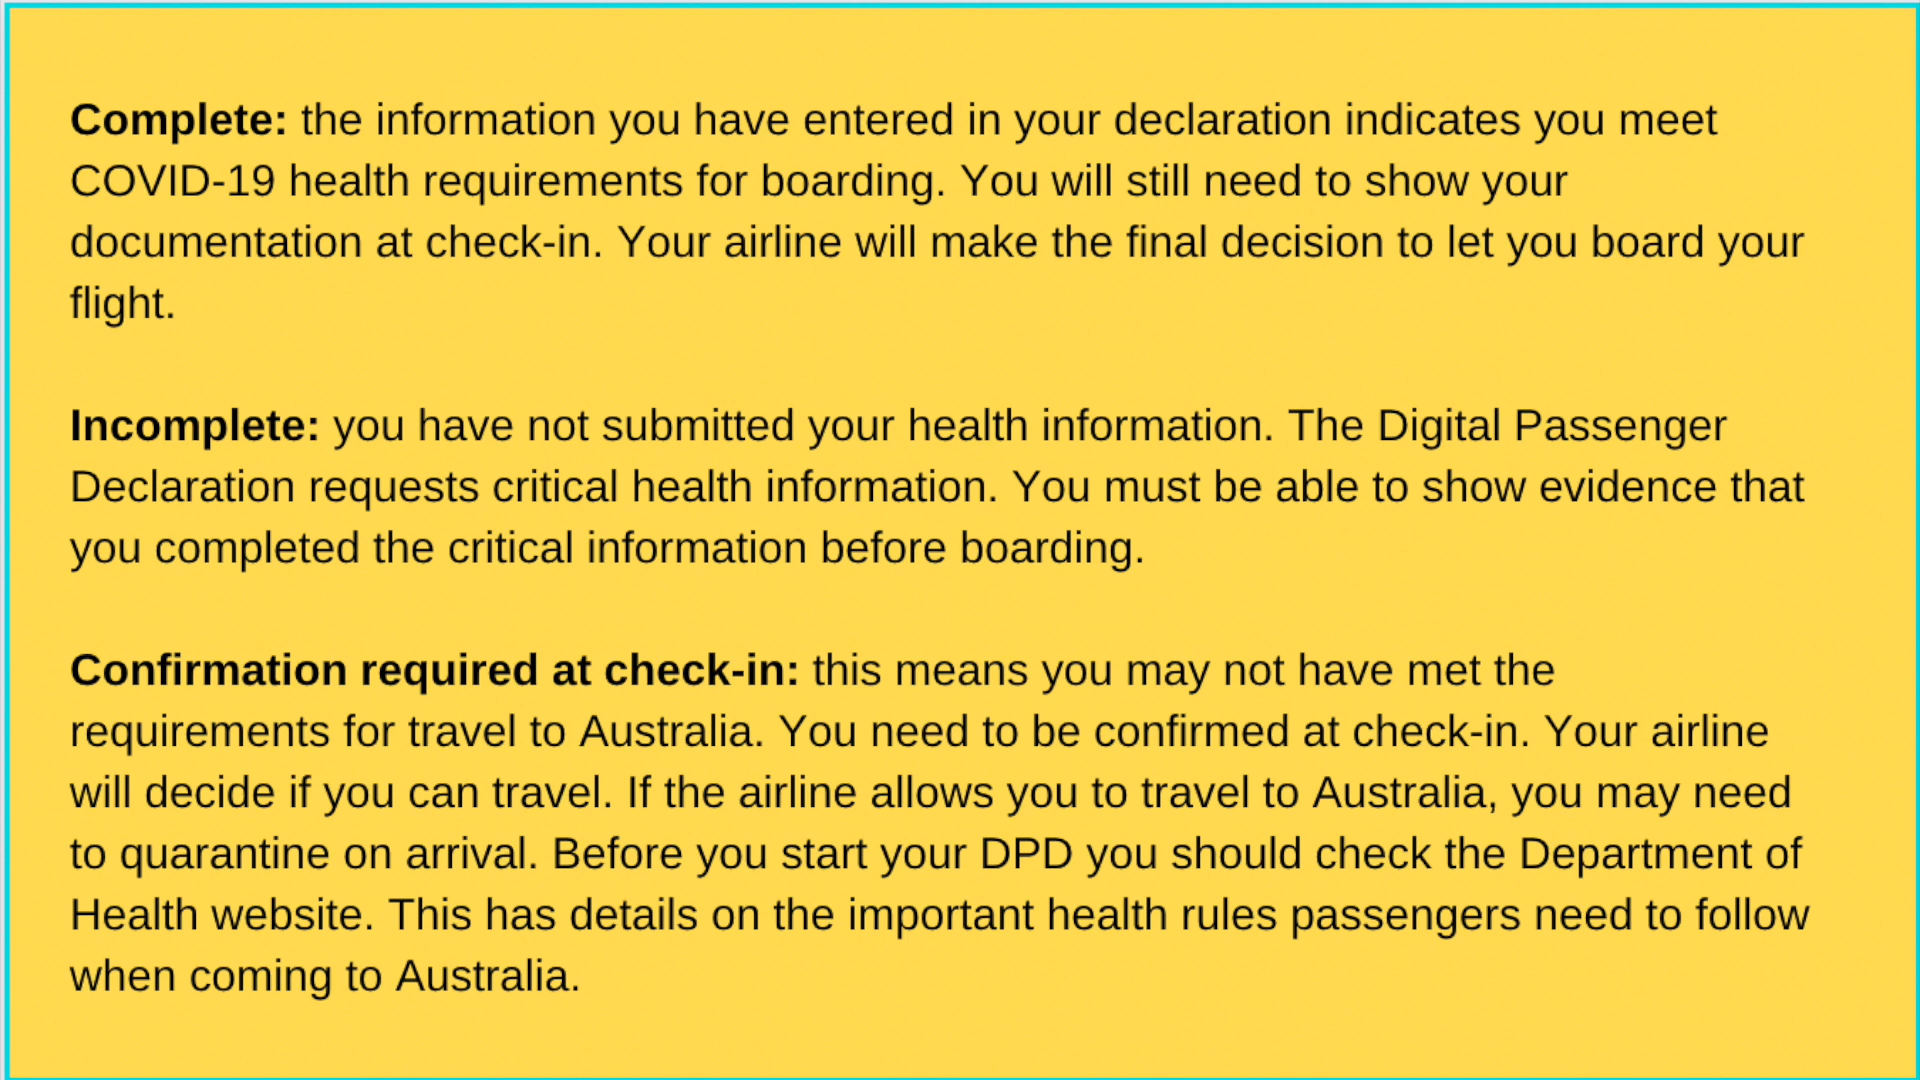 Complete: the information you have entered in your declaration indicates you meet
COVID-19 health requirements for boarding. You will still need to show your
documentation at check-in. Your airline will make the final decision to let you board your
flight.
Incomplete: you have not submitted your health information. The Digital Passenger
Declaration requests critical health information. You must be able to show evidence that
you completed the critical information before boarding.
Confirmation required at check-in: this means you may not have met the
requirements for travel to Australia. You need to be confirmed at check-in. Your airline
will decide if you can travel. If the airline allows you to travel to Australia, you may need
to quarantine on arrival. Before you start your DPD you should check the Department of
Health website. This has details on the important health rules passengers need to follow
when coming to Australia.